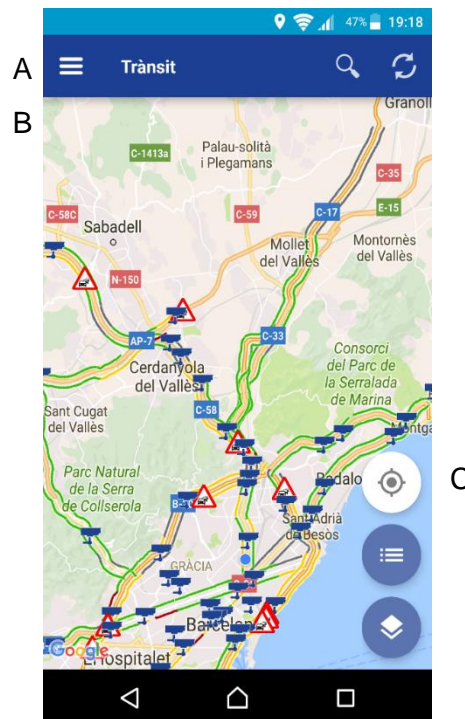 47% 19:18
A
Trànsit
B
Granoll
C-1413a
Palau-solità
i Plegamans
C-35
C-58C
C-59
C-17
E-15
Sabadell
Mollet
del Vallès
Montornès
del Vallès
N-150
AP-7
C-33
Cerdanyola
del Vallès
Consorci
del Parc de
la Serralada
de Marina
C-58
Sant Cugat
del Vallès
Montga
Parc Natural
de la Serra
de Collserola
Badalo
C
B-
Sant Adrià
de Besòs
GRÀCIA
Barcelon
Google
L'Hospitalet